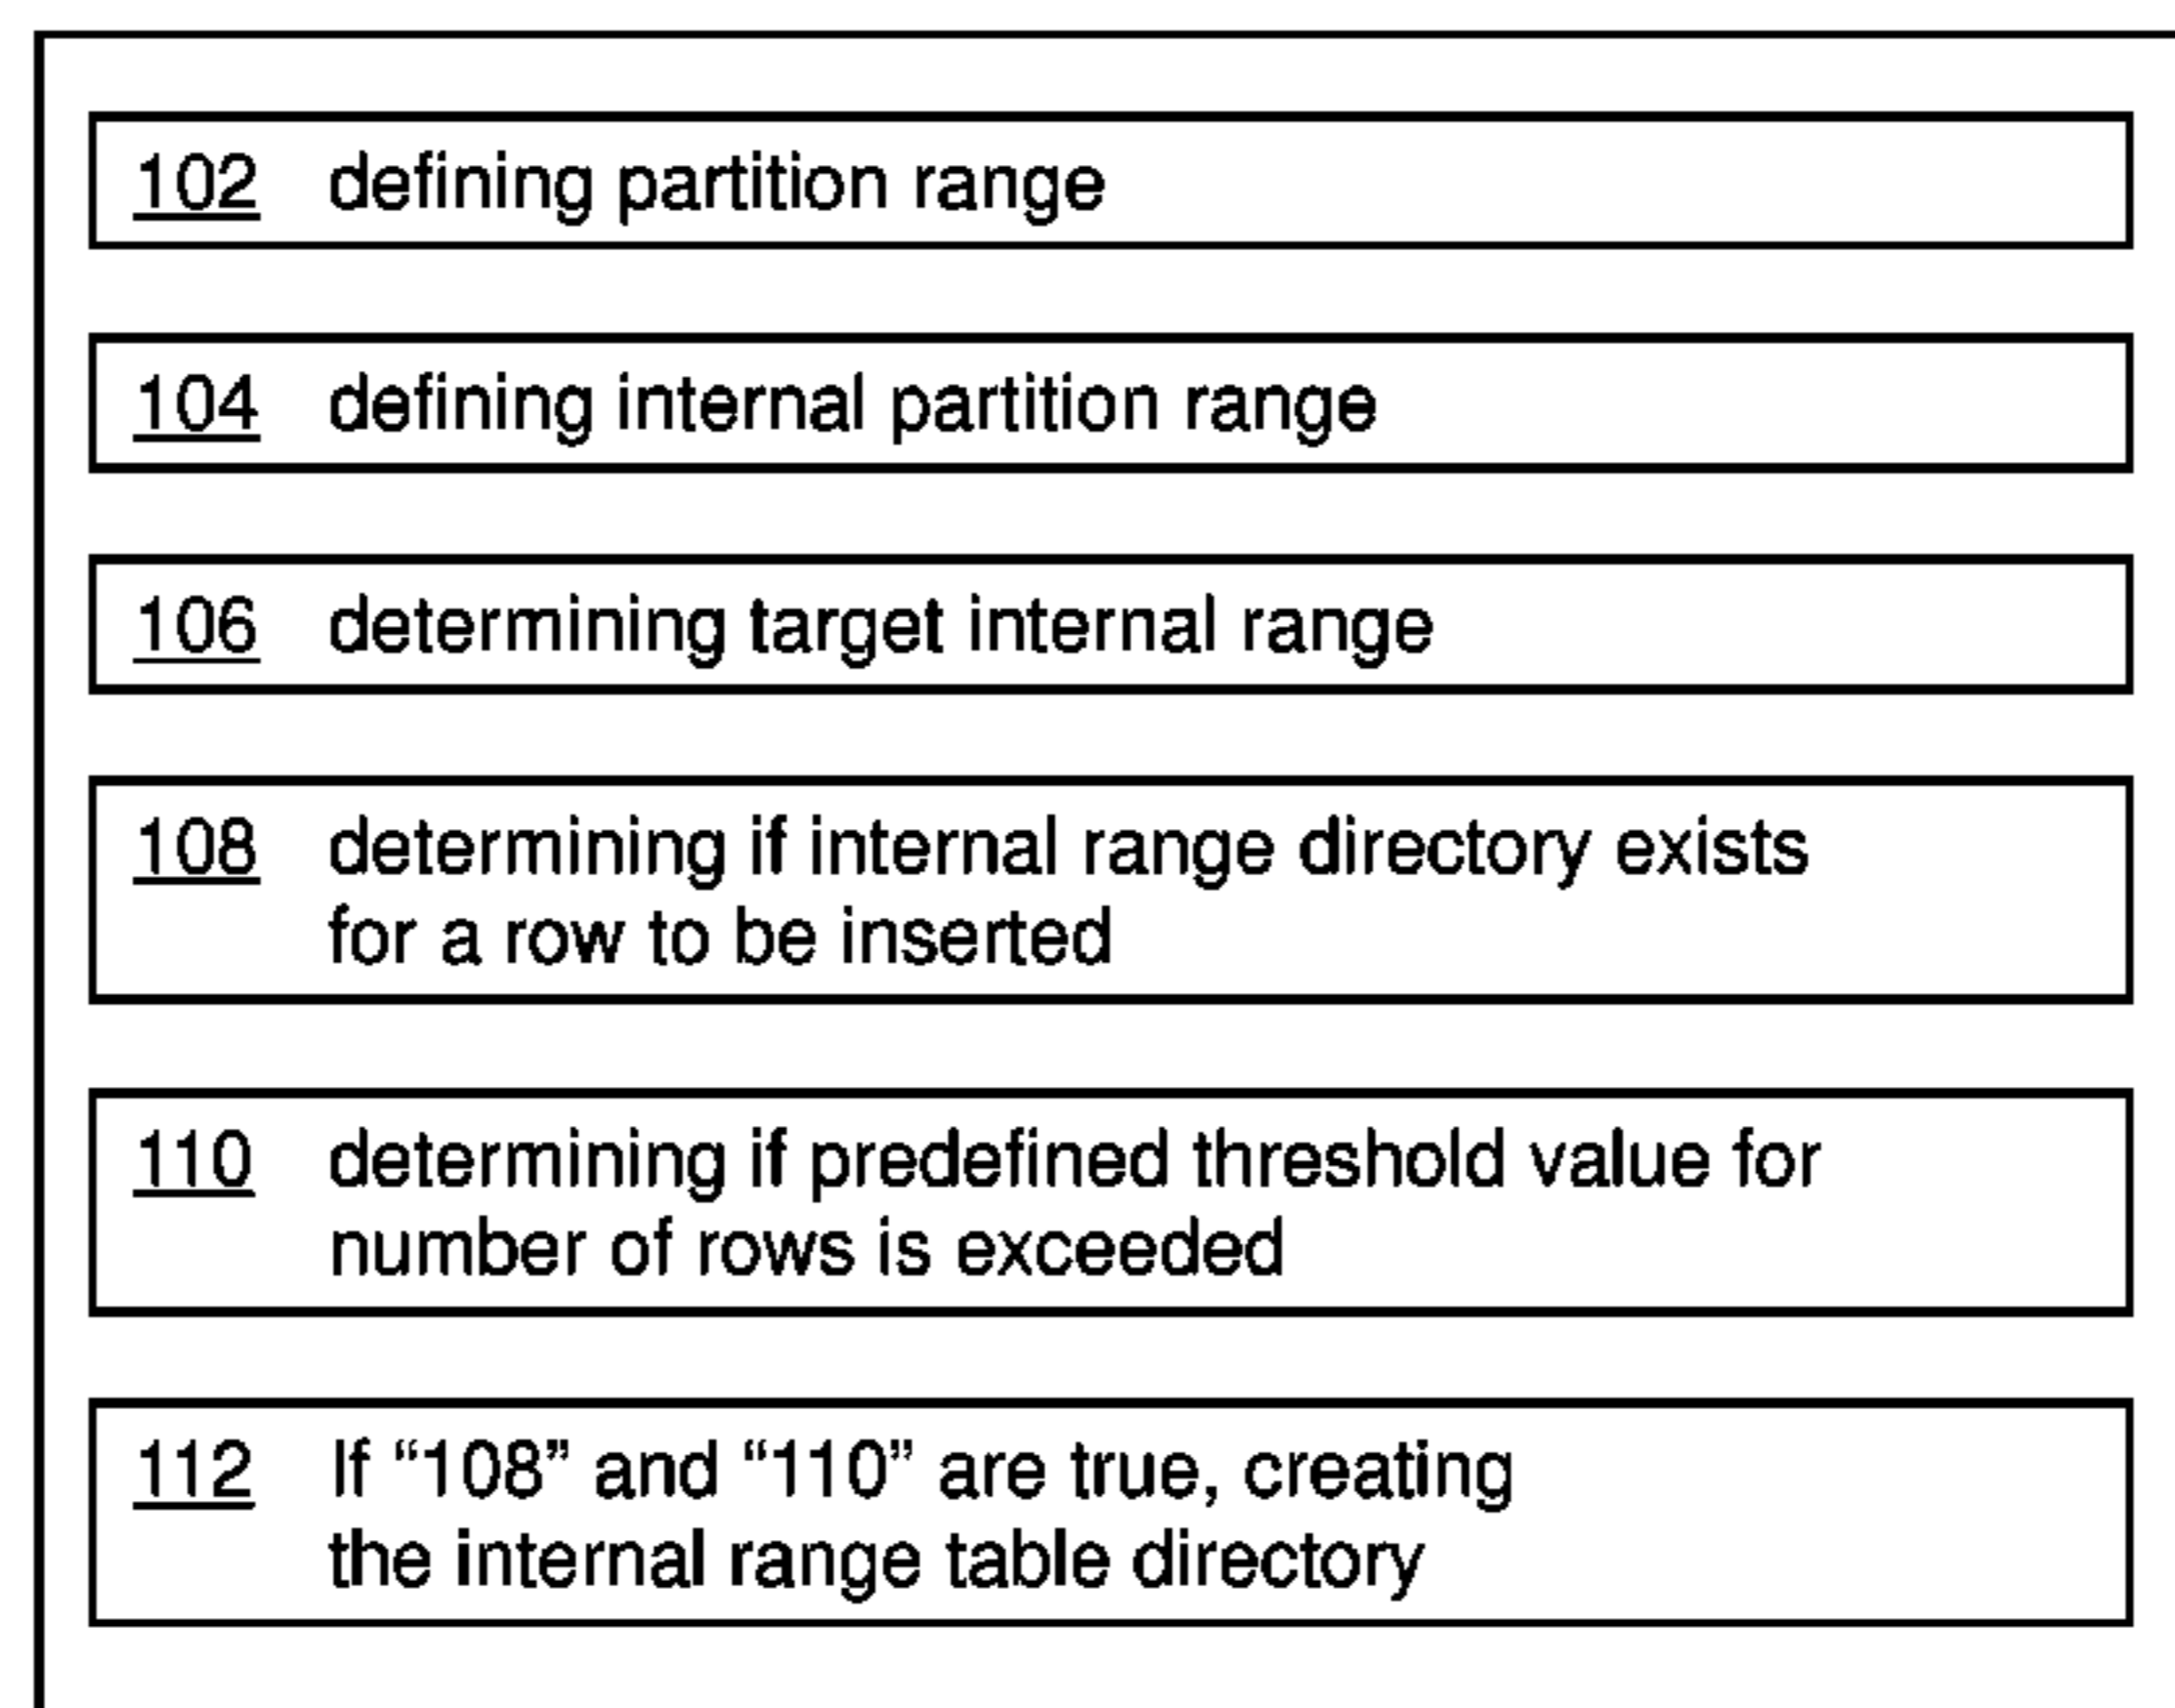 102 defining partition range
104 defining internal partition range
106 determining target internal range
108 determining if internal range directory exists
for a row to be inserted
110 determining if predefined threshold value for
number of rows is exceeded
112 If “108” and “110” are true, creating
the internal range table directory